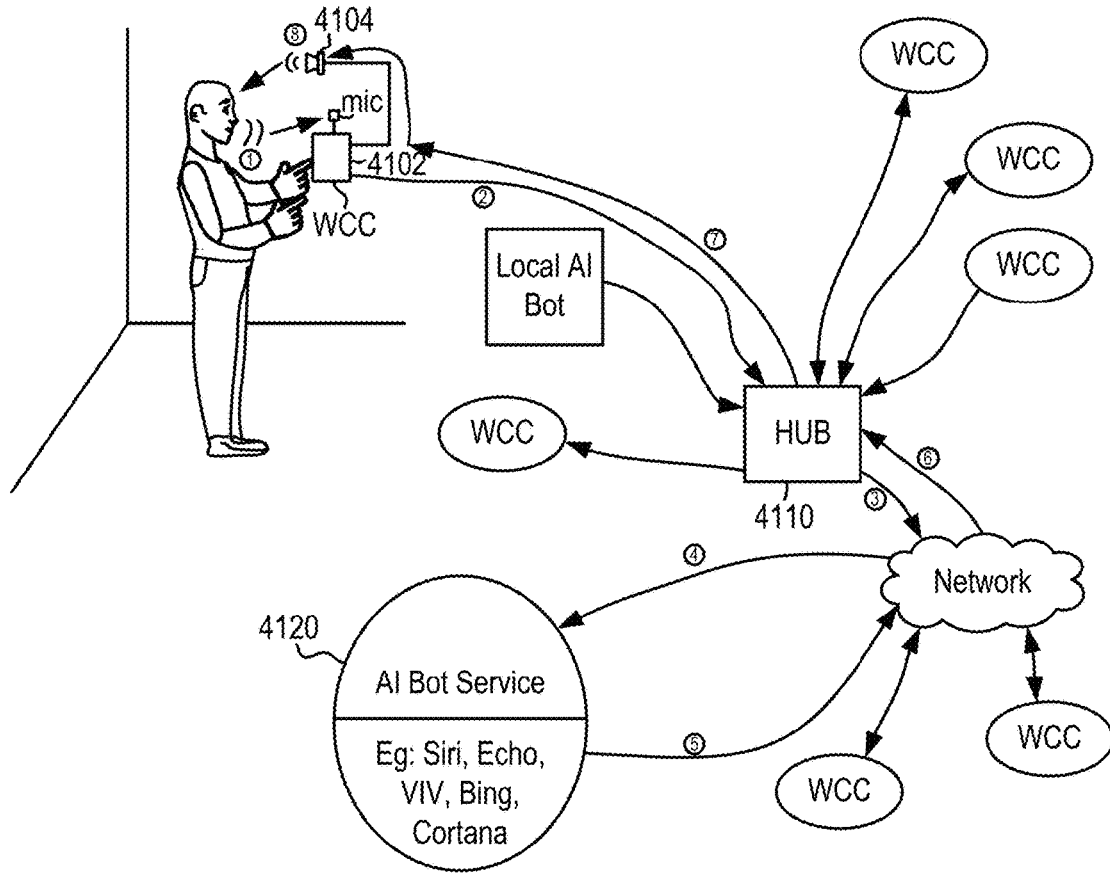 ⑧
4104
WCC
mic
①
4102
WCC
②
WCC
⑦
WCC
Local AI
Bot
WCC
HUB
⑥
③
4110
④
Network
4120
AI Bot Service
⑤
WCC
Eg: Siri, Echo,
VIV, Bing,
Cortana
WCC